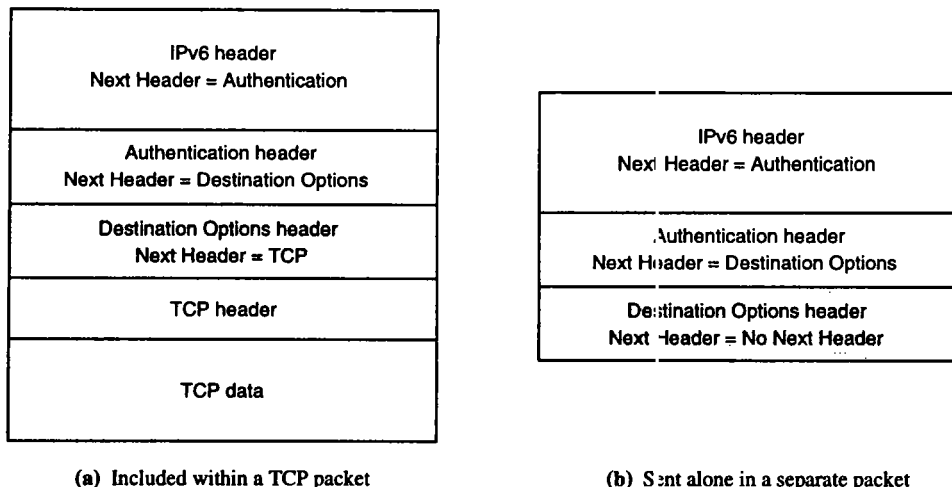 IPv6 header
Next Header = Authentication
Authentication header
Next Header = Destination Options
Destination Options header
Next Header = TCP
TCP header
TCP data
(a) Included within a TCP packet
IPv6 header
Next Header = Authentication
Authentication header
Next Header = Destination Options
Destination Options header
Next Header = No Next Header
(b) Sent alone in a separate packet